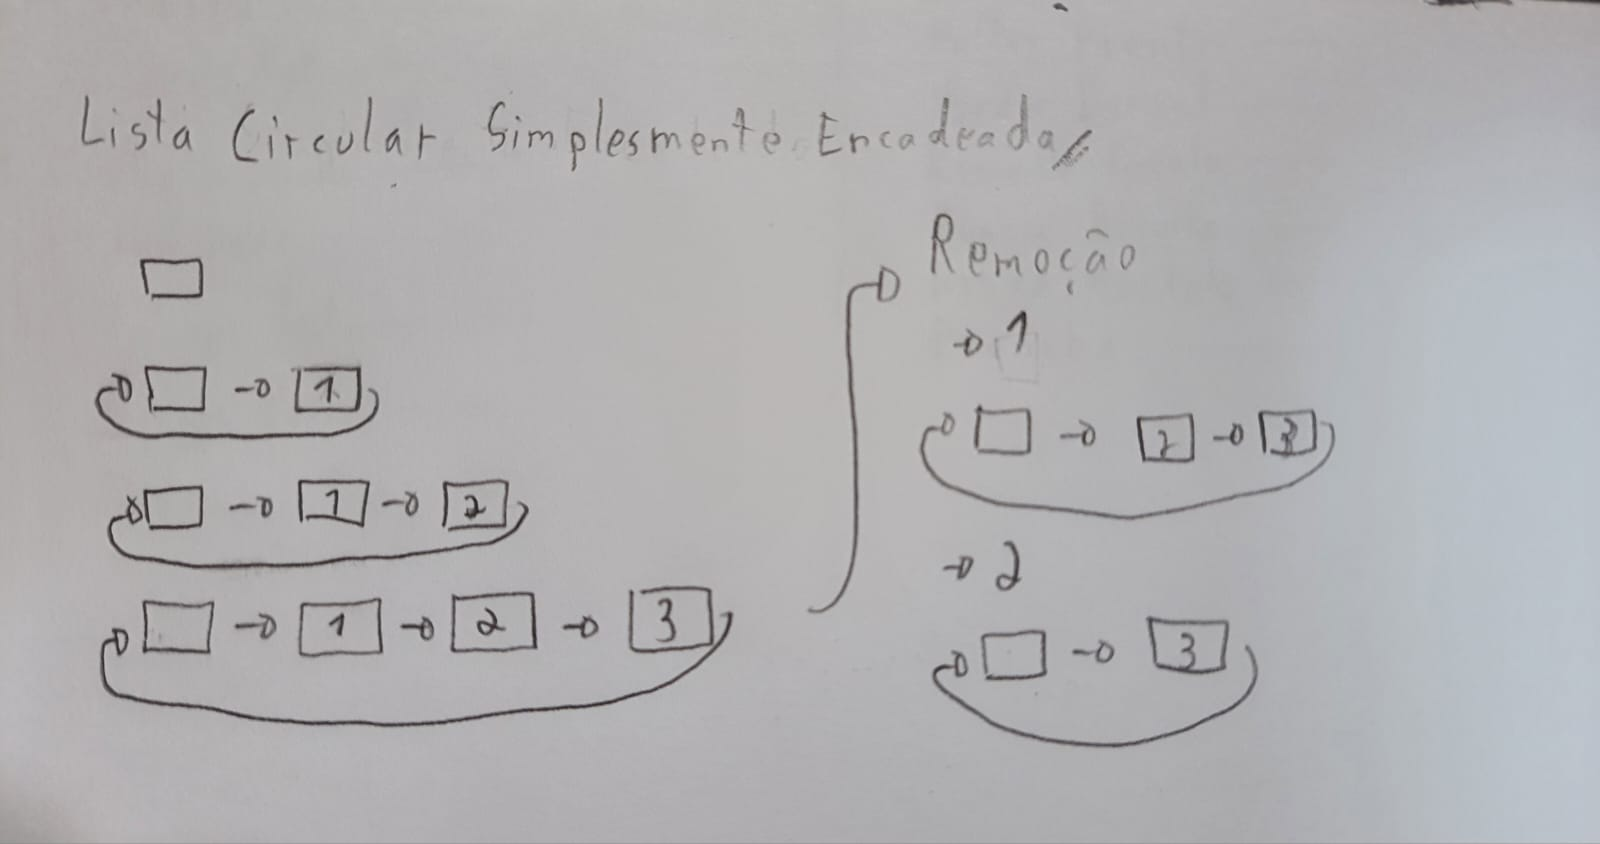 Lista Circular Simplesmente Encadeada
1
1 2
1 2 3
Remoção
1
2 3
2
3